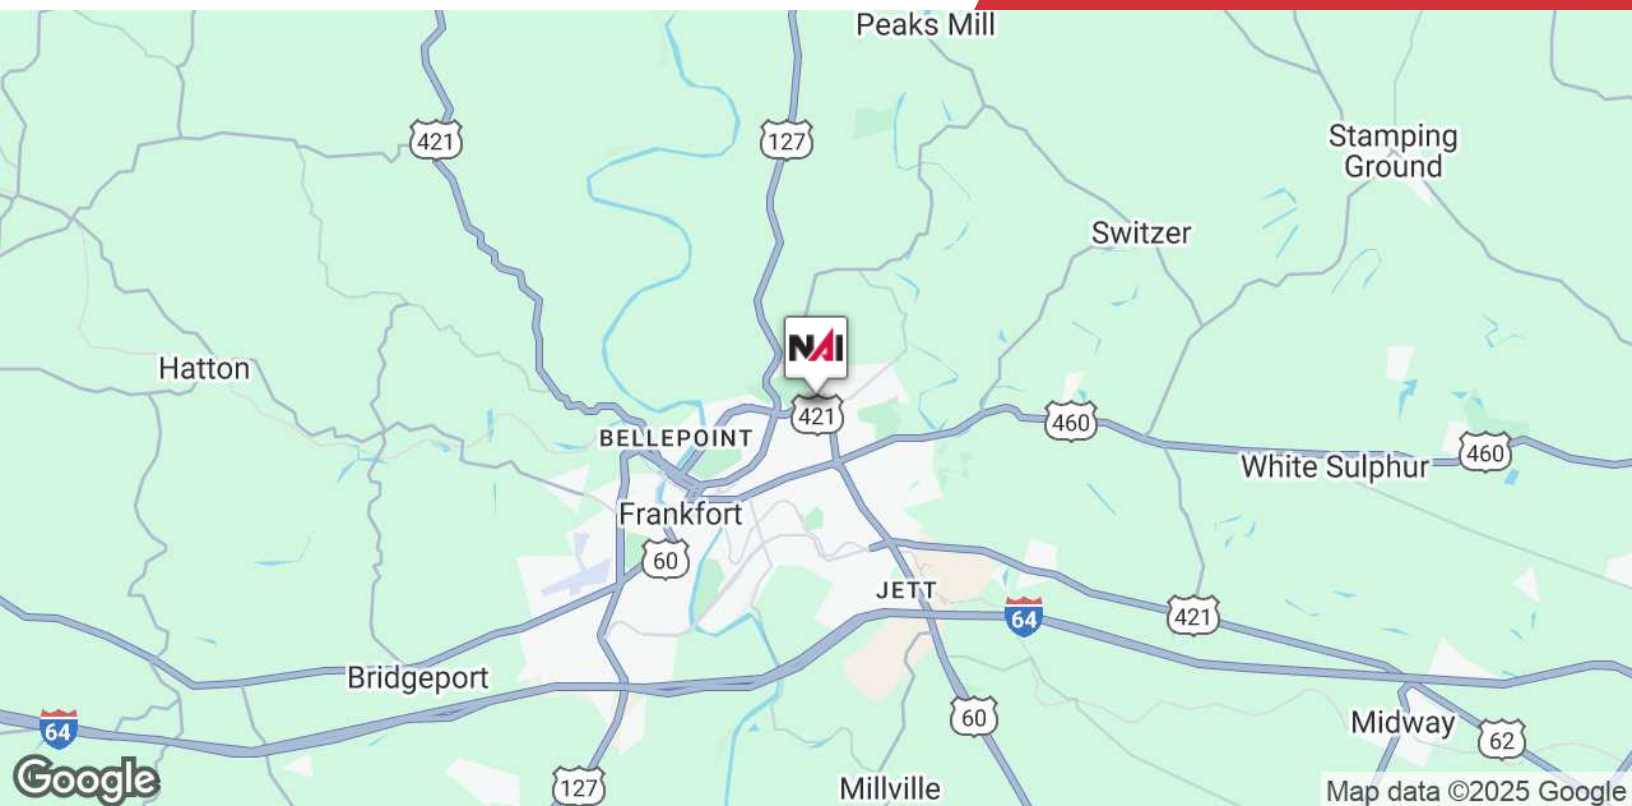 Peaks Mill
421
127
Stamping
Ground
Switzer
NAI
Hatton
421
460
BELLEPOINT
460
White Sulphur
Frankfort
60
JETT
64
421
Bridgeport
60
Midway
64
62
Google
127
Millville
Map data ©2025 Google